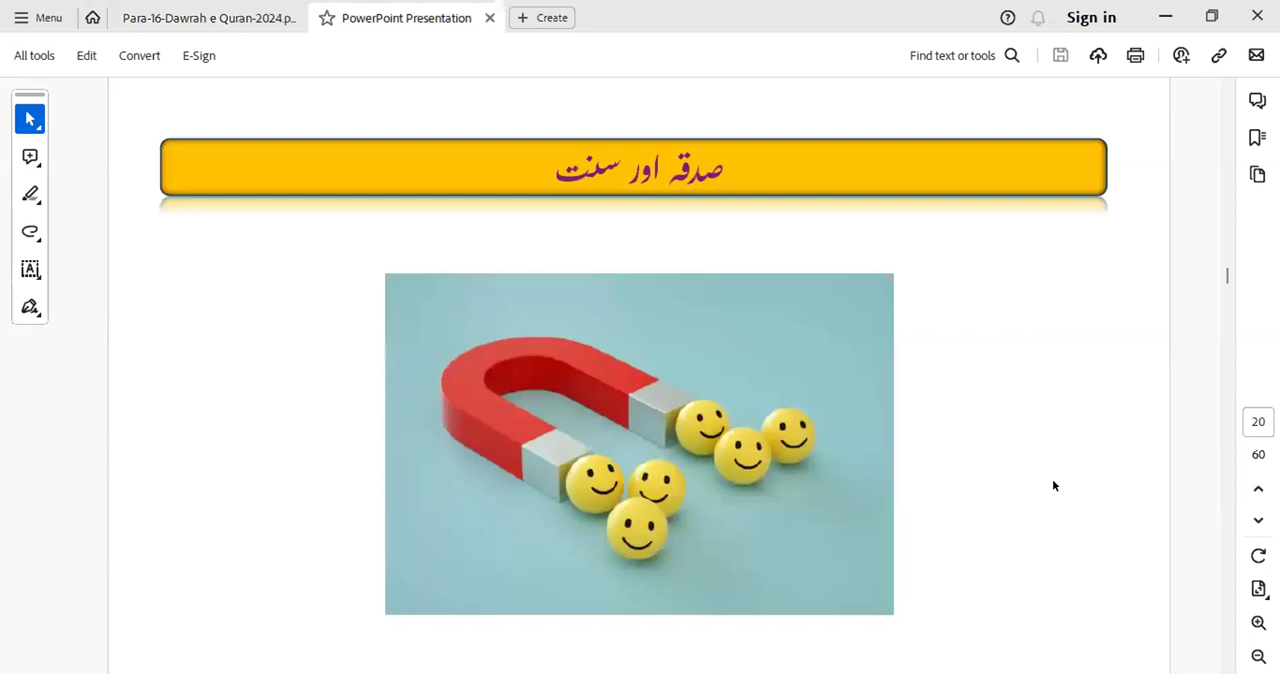 Menu
Para-16-Dawrah e Quran-2024.p...
PowerPoint Presentation
Create
Sign in
All tools
Edit
Convert
E-Sign
Find text or tools
صدقہ اور سنت
20
60